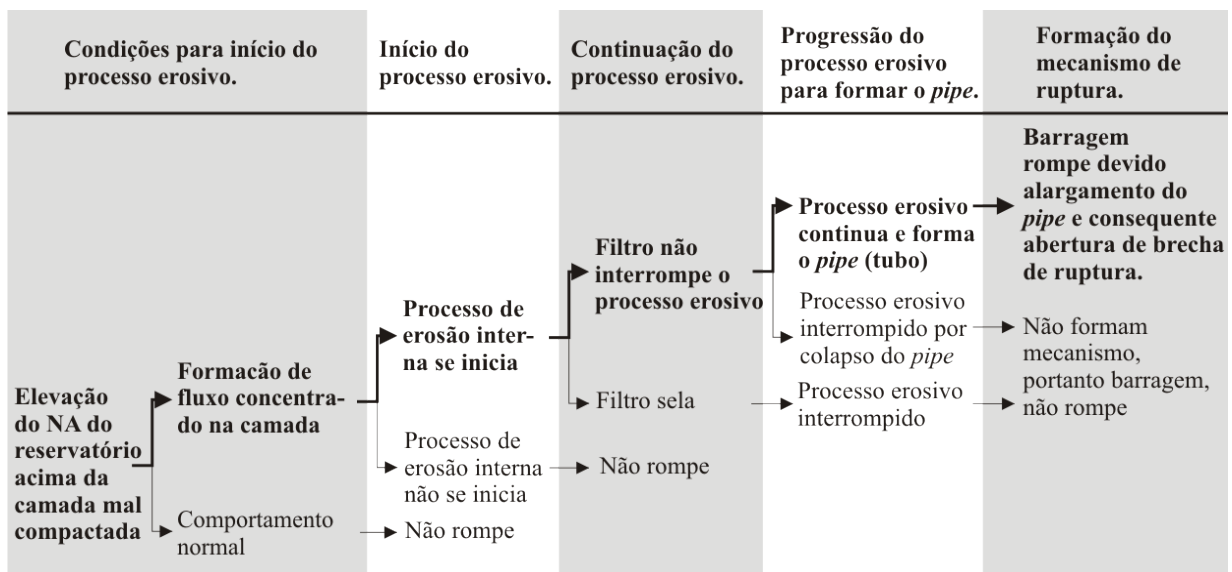 Condições para início do
processo erosivo.
Início do
processo erosivo.
Continuação do
processo erosivo.
Progressão do
processo erosivo
para formar o pipe.
Formação do
mecanismo de
ruptura.
Elevação
do NA do
reservatório
acima da
camada mal
compactada
Formacão de
fluxo concentra-
do na camada
Comportamento
normal
Processo de
erosão inter-
na se inicia
Processo de
erosão interna
não se inicia
Não rompe
Filtro não
interrompe o
processo erosivo
Filtro sela
Não rompe
Processo erosivo
continua e forma
o pipe (tubo)
Processo erosivo
interrompido por
colapso do pipe
Processo erosivo
interrompido
Barragem
rompe devido
alargamento do
pipe e consequente
abertura de brecha
de ruptura.
Não formam
mecanismo,
portanto barragem,
não rompe